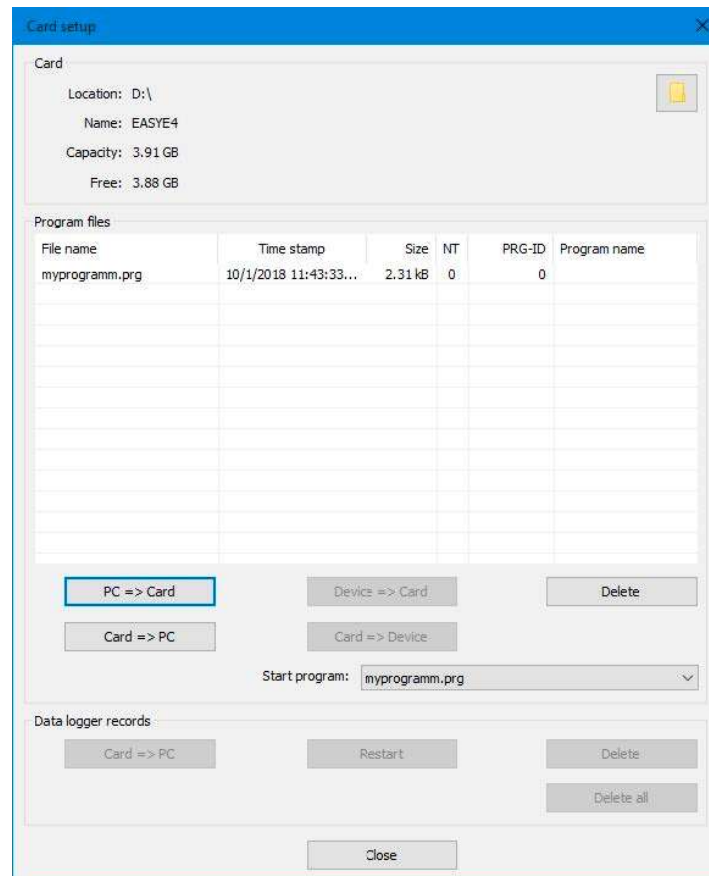 Card setup
Card
Location: D:\
Name: EASYE4
Capacity: 3.91 GB
Free: 3.88 GB
Program files
File name Time stamp Size NT PRG-ID Program name
myprogramm.prg 10/1/2018 11:43:33... 2.31 kB 0 0
PC => Card Device => Card Delete
Card => PC Card => Device
Start program: myprogramm.prg
Data logger records
Card => PC Restart Delete
Delete all
Close